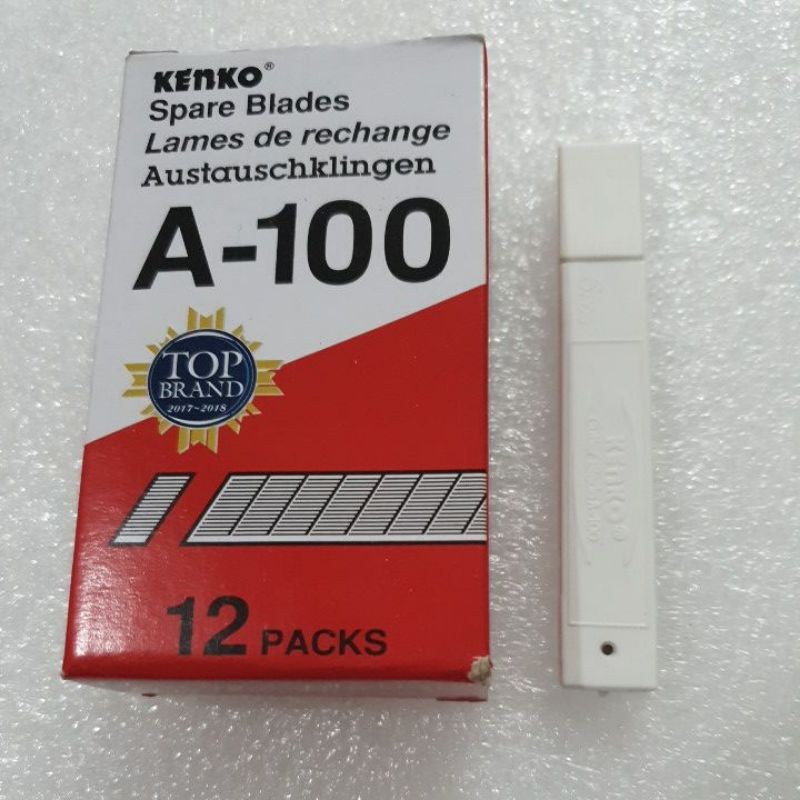 KENKO®
Spare Blades
Lames de rechange
Austauschklingen
A-100
TOP
BRAND
2017~2018
12 PACKS
KENKO®